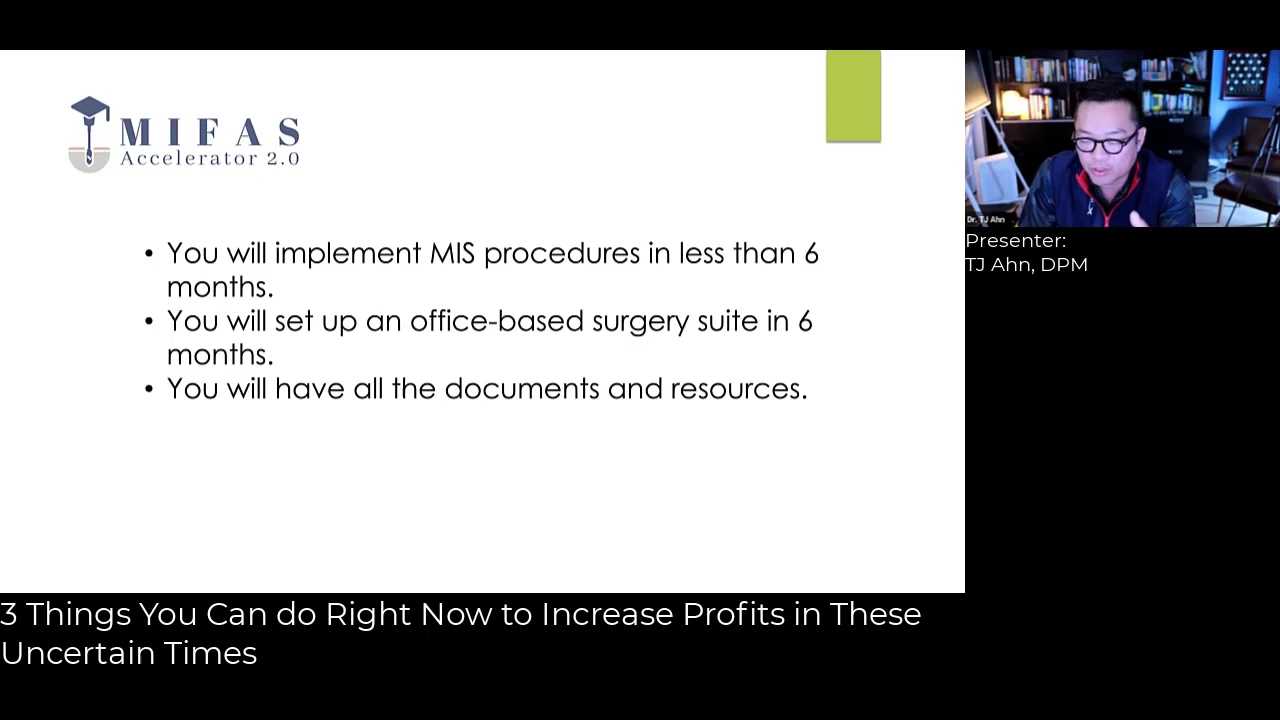 MIFAS
Accelerator 2.0
• You will implement MIS procedures in less than 6
months.
• You will set up an office-based surgery suite in 6
months.
• You will have all the documents and resources.
Dr. TJ Ahn
Presenter:
TJ Ahn, DPM
3 Things You Can do Right Now to Increase Profits in These
Uncertain Times